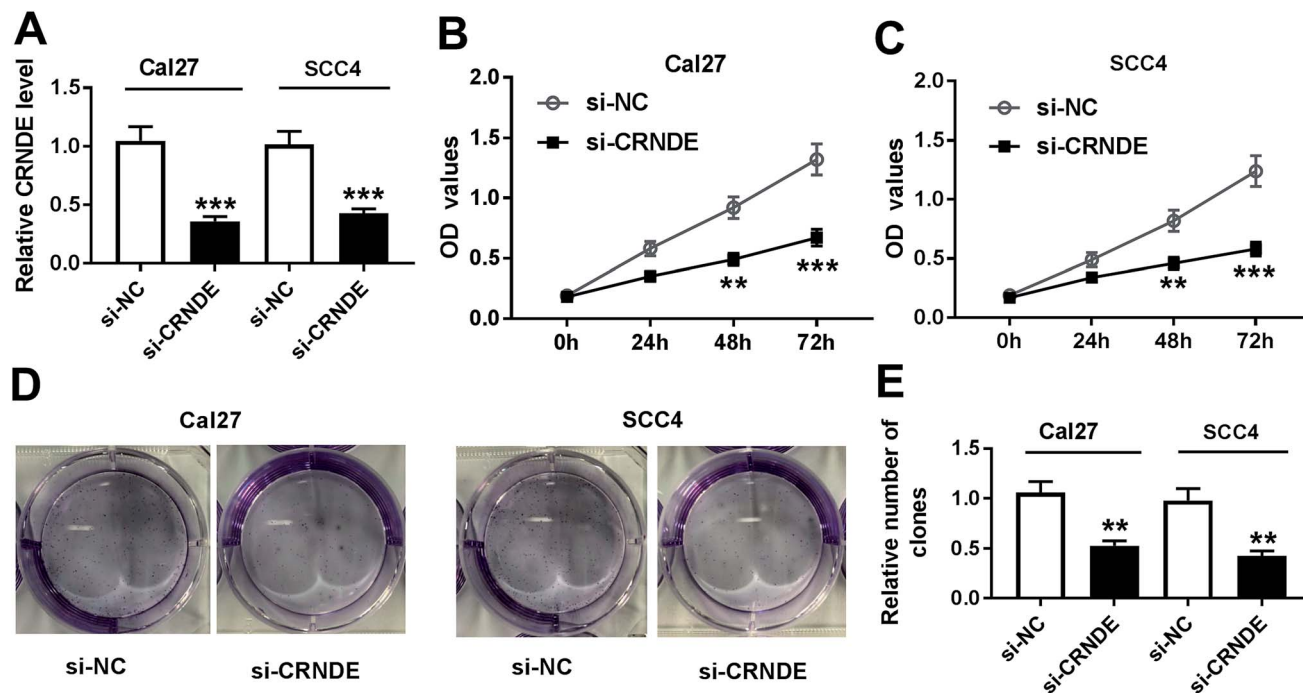 A
Cal27
SCC4
Relative CRNDE level
1.5
1.0
0.5
0.0
***
***
si-NC
si-CRNDE
si-NC
si-CRNDE
B
Cal27
OD values
2.0
1.5
1.0
0.5
0.0
si-NC
si-CRNDE
**
***
0h
24h
48h
72h
C
SCC4
OD values
2.0
1.5
1.0
0.5
0.0
si-NC
si-CRNDE
**
***
0h
24h
48h
72h
D
Cal27
SCC4
si-NC
si-CRNDE
si-NC
si-CRNDE
E
Cal27
SCC4
Relative number of
clones
1.5
1.0
0.5
0.0
**
**
si-NC
si-CRNDE
si-NC
si-CRNDE